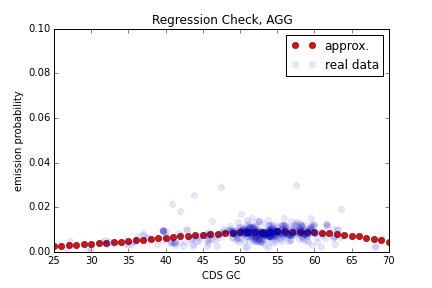 Regression Check, AGG
0.10
approx.
real data
0.08
0.06
0.04
0.02
0.00
emission probability
25 30 35 40 45 50 55 60 65 70
CDS GC